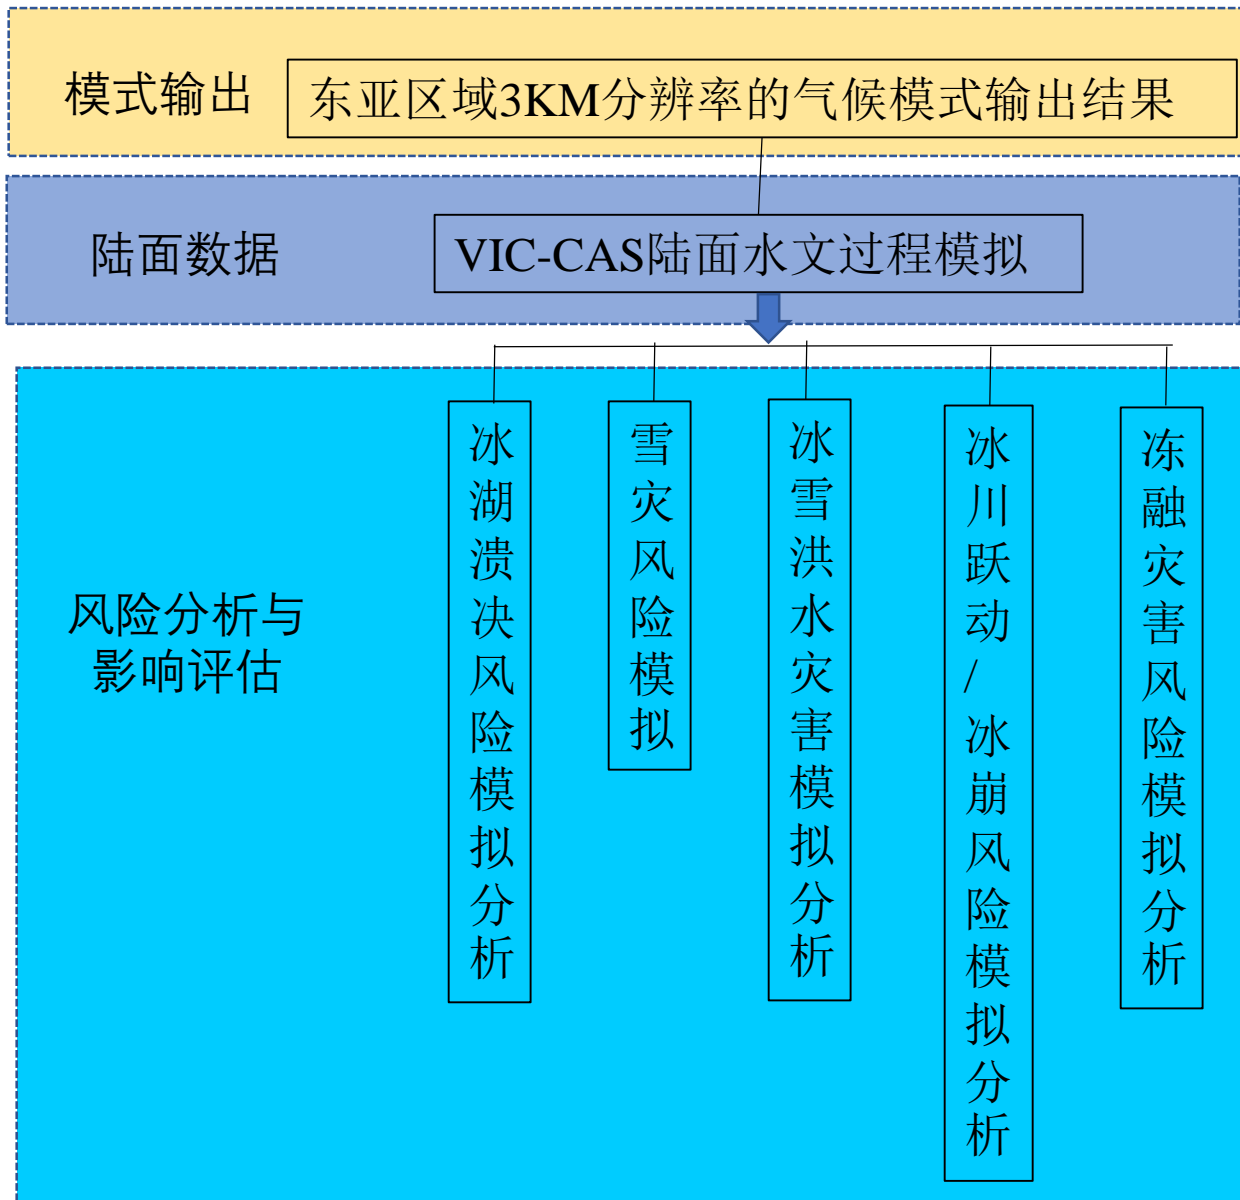 模式输出
东亚区域3KM分辨率的气候模式输出结果
陆面数据
VIC-CAS陆面水文过程模拟
风险分析与
影响评估
冰湖溃决风险模拟分析
雪灾风险模拟
冰雪洪水灾害模拟分析
冰川跃动/冰崩风险模拟分析
冻融灾害风险模拟分析